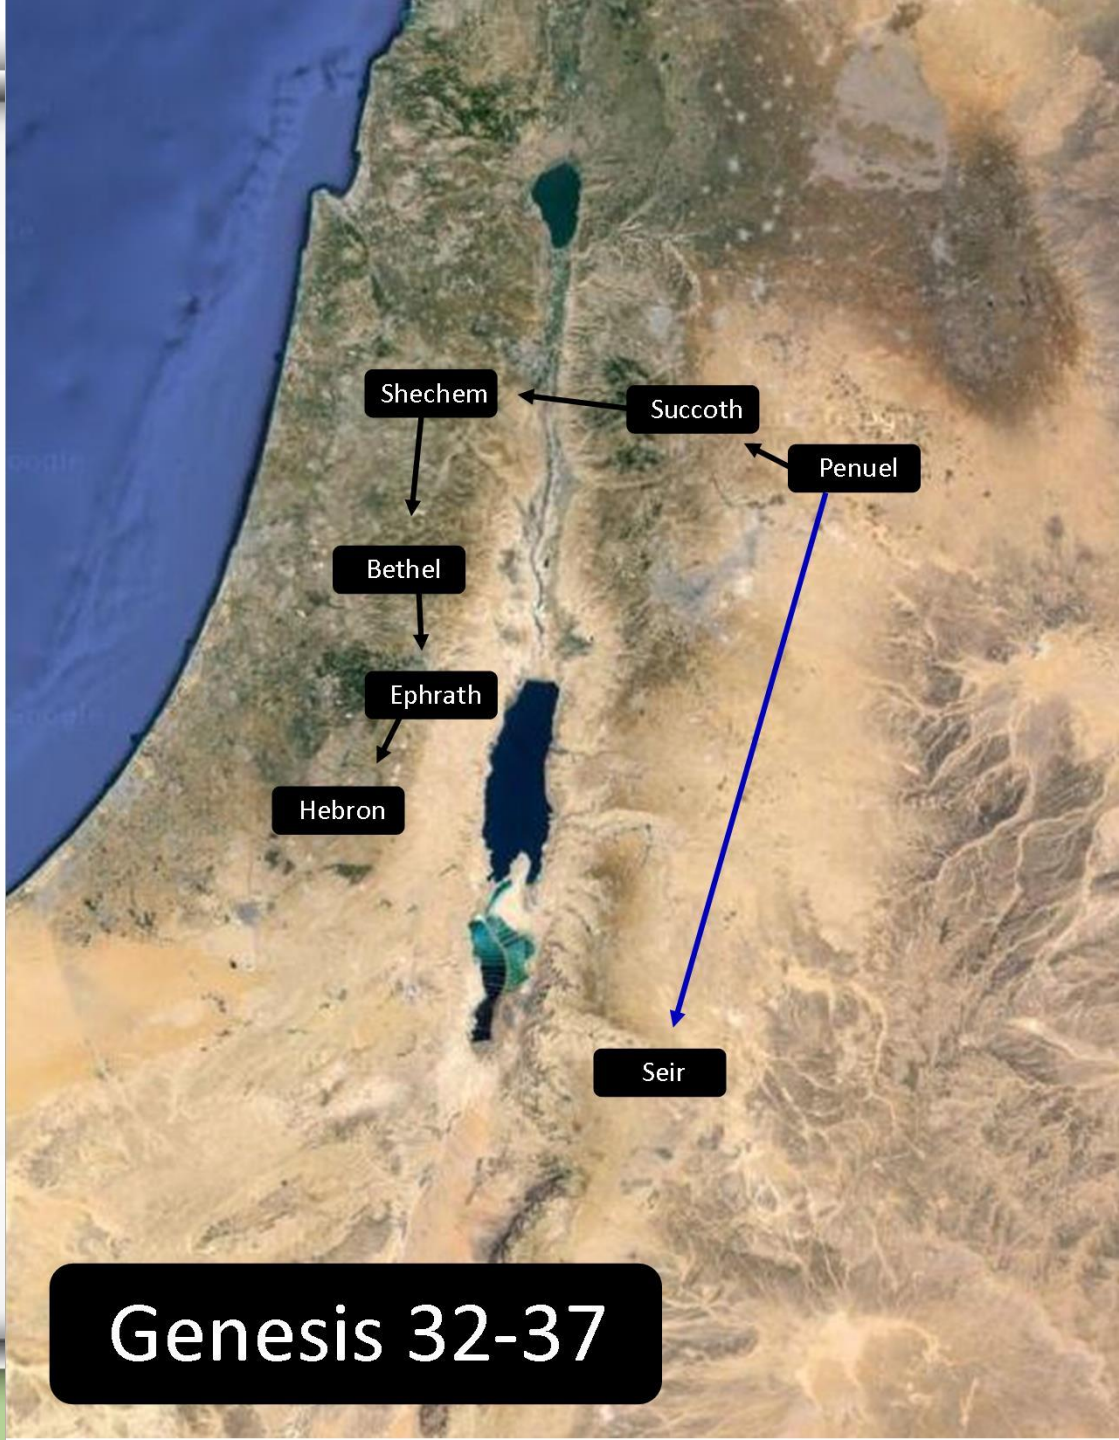 Shechem
Succoth
Penuel
Bethel
Ephrath
Hebron
Seir
Genesis 32-37